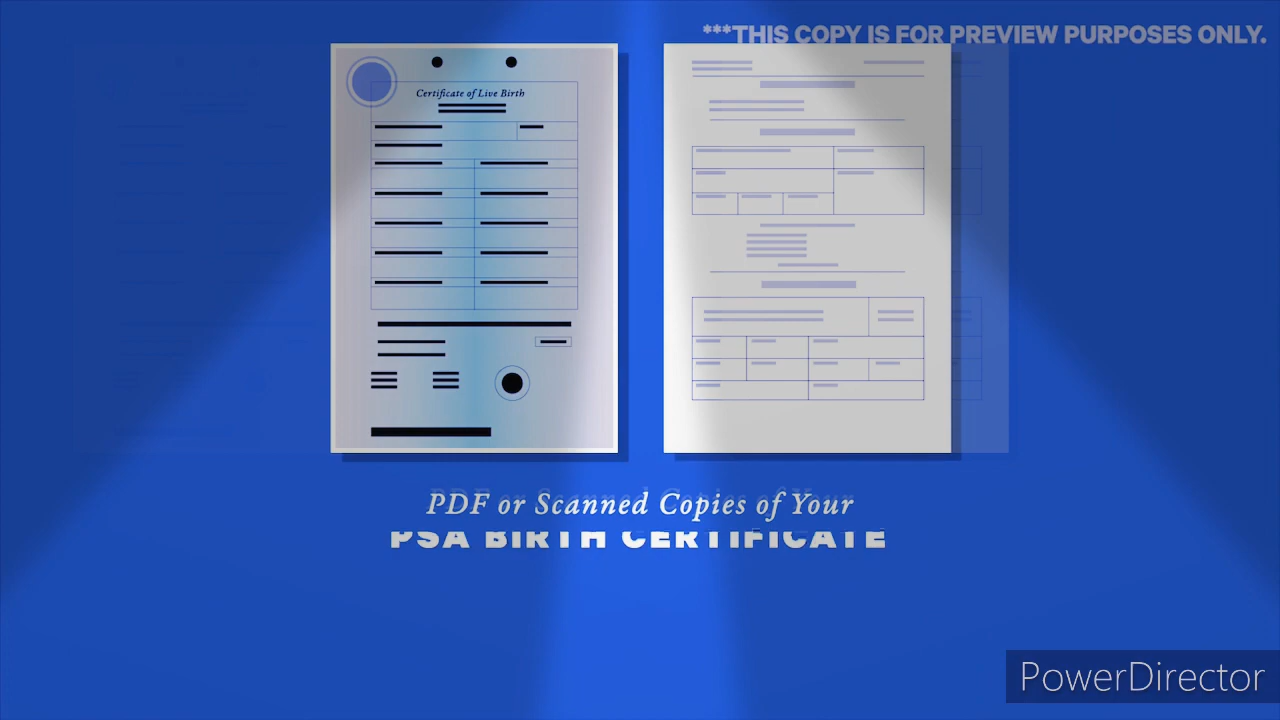 ***THIS COPY IS FOR PREVIEW PURPOSES ONLY.
Certificate of Live Birth
PDF or Scanned Copies of Your
PSA BIRTH CERTIFICATE
PowerDirector